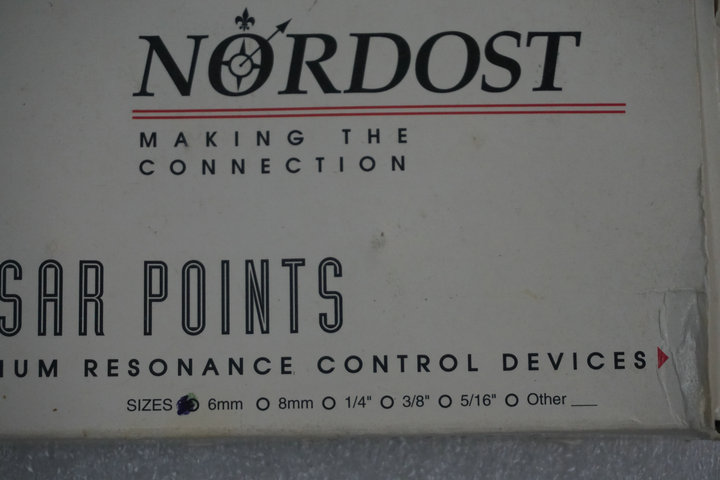 NORDOST
MAKING THE
CONNECTION
SAR POINTS
IUM RESONANCE CONTROL DEVICES
SIZES 6mm 8mm 1/4" 3/8" 5/16" Other ___